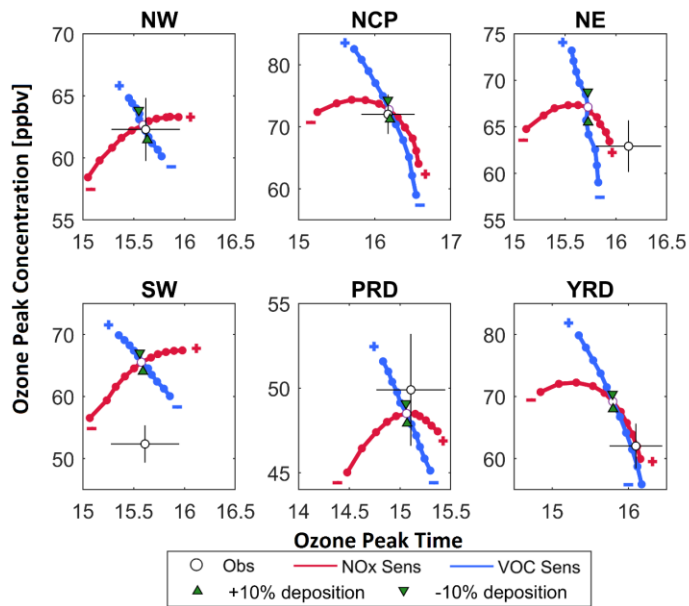 NW NCP NE
70 90 75
65 80 70
60 70 65
55 60 60
55
15 15.5 16 16.5 15 16 17 15 15.5 16 16.5
Ozone Peak Concentration [ppbv]
SW PRD YRD
70 55 80
60 50 70
50 45 60
15 15.5 16 16.5 14 14.5 15 15.5 15 16
Ozone Peak Time
Obs NOx Sens VOC Sens
+10% deposition -10% deposition